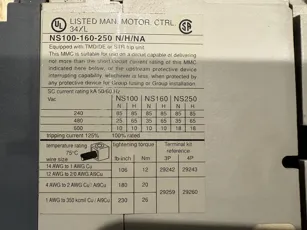 UL LISTED MAN. MOTOR CTRL.
34/L
NS100-160-250 N/H/NA
Equipped with TMD/DE or STR trip unit
This MMC is suitable for use on a circuit capable of delivering
not more than the short circuit current rating of this MMC
indicated here below, or the upstream protective device
interrupting capability, whichever is less, when protected by
any protective device for Group fusing or Group installation.
SC current rating kA 50-60 Hz
Vac NS100 NS160 NS250
N H N H N H
240 85 85 85 85 85 85
480 25 65 35 65 35 65
600 10 10 18 18 18
tripping current 125% 100% rated
temperature rating 75°C tightening torque Terminal kit reference
wire size lb-inch Nm 3P 4P
14 AWG to 1 AWG Cu
12 AWG to 2/0 AWG Al/Cu 106 12 29242 29243
4 AWG to 2 AWG Cu / Al/Cu 180 20
29259 29260
1 AWG to 350 kcmil Cu / Al/Cu 230 26